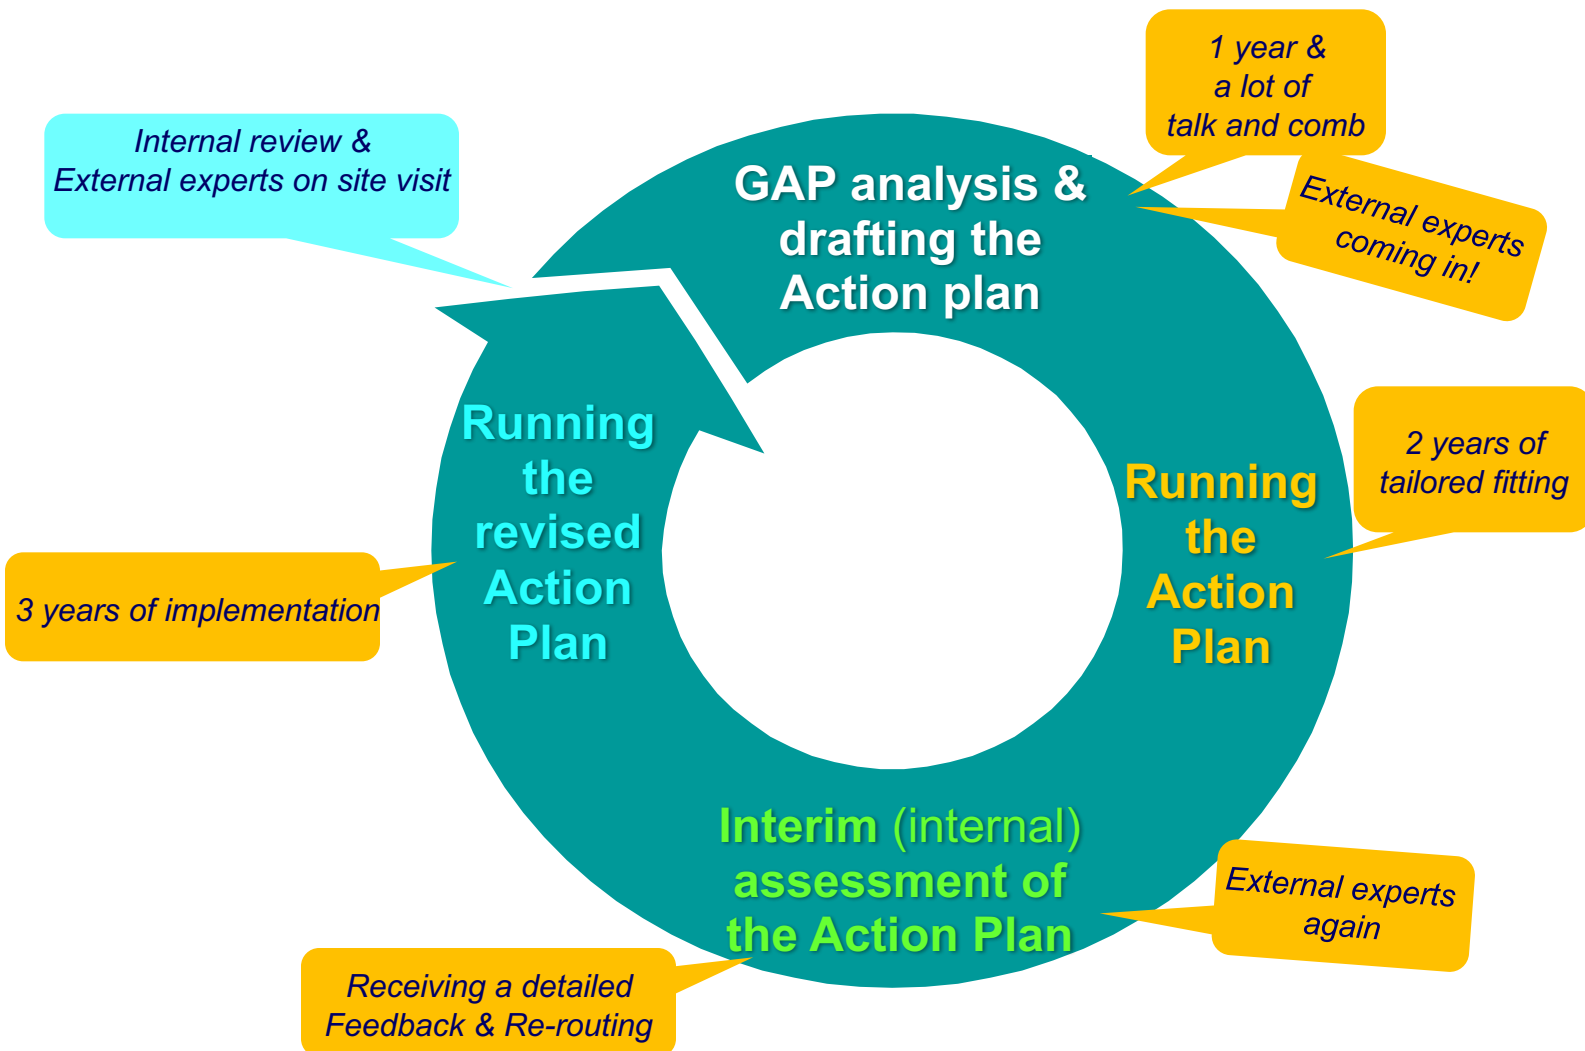 1 year &
a lot of
talk and comb
External experts
coming in!
Internal review &
External experts on site visit
GAP analysis &
drafting the
Action plan
2 years of
tailored fitting
Running
the
Action
Plan
Running
the
revised
Action
Plan
3 years of implementation
Interim (internal)
assessment of
the Action Plan
External experts
again
Receiving a detailed
Feedback & Re-routing